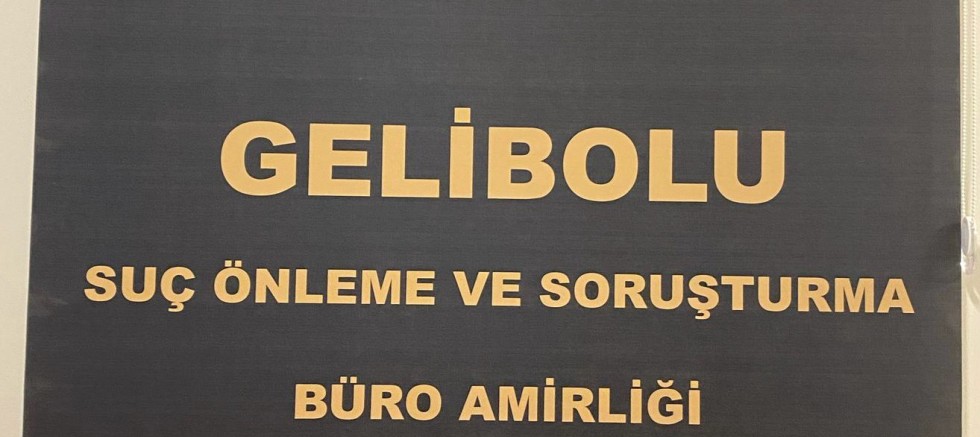 GELİBOLU
SUÇ ÖNLEME VE SORUŞTURMA
BÜRO AMİRLİĞİ